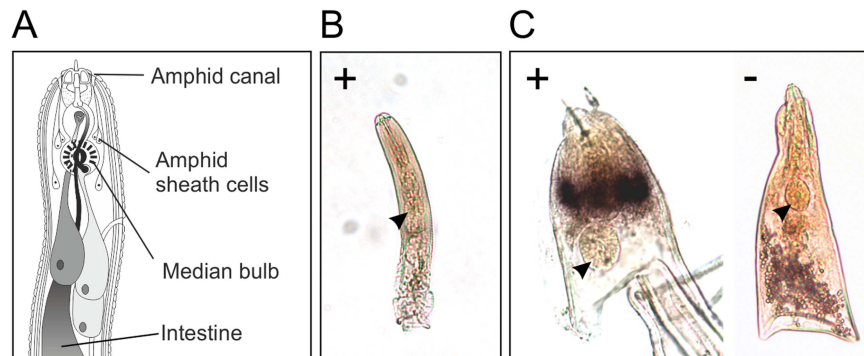 A
B
C
Amphid canal
Amphid
sheath cells
Median bulb
Intestine
+
+
-